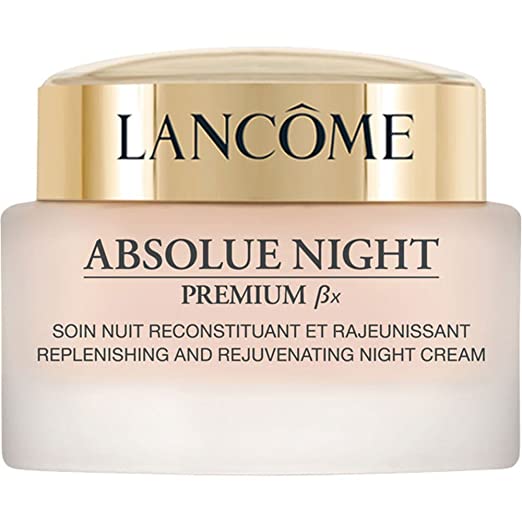 LANCÔME
ABSOLUE NIGHT
PREMIUM βx
SOIN NUIT RECONSTITUANT ET RAJEUNISSANT
REPLENISHING AND REJUVENATING NIGHT CREAM